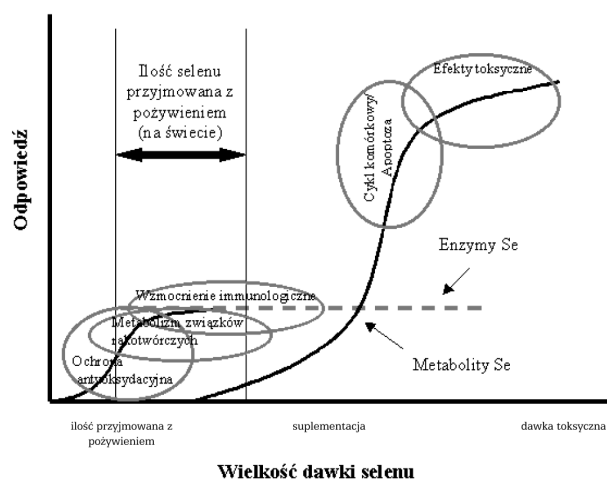 Ilość selenu
przyjmowana z
pożywieniem
(na świecie)
Efekty toksyczne
Cykl komórkowy/
Apoptoza
Odpowiedź
Enzymy Se
Wzmocnienie immunologiczne
Metabolizm związków
rakotwórczych
Ochrona
antyoksydacyjna
Metabolity Se
ilość przyjmowana z
pożywieniem
suplementacja
dawka toksyczna
Wielkość dawki selenu